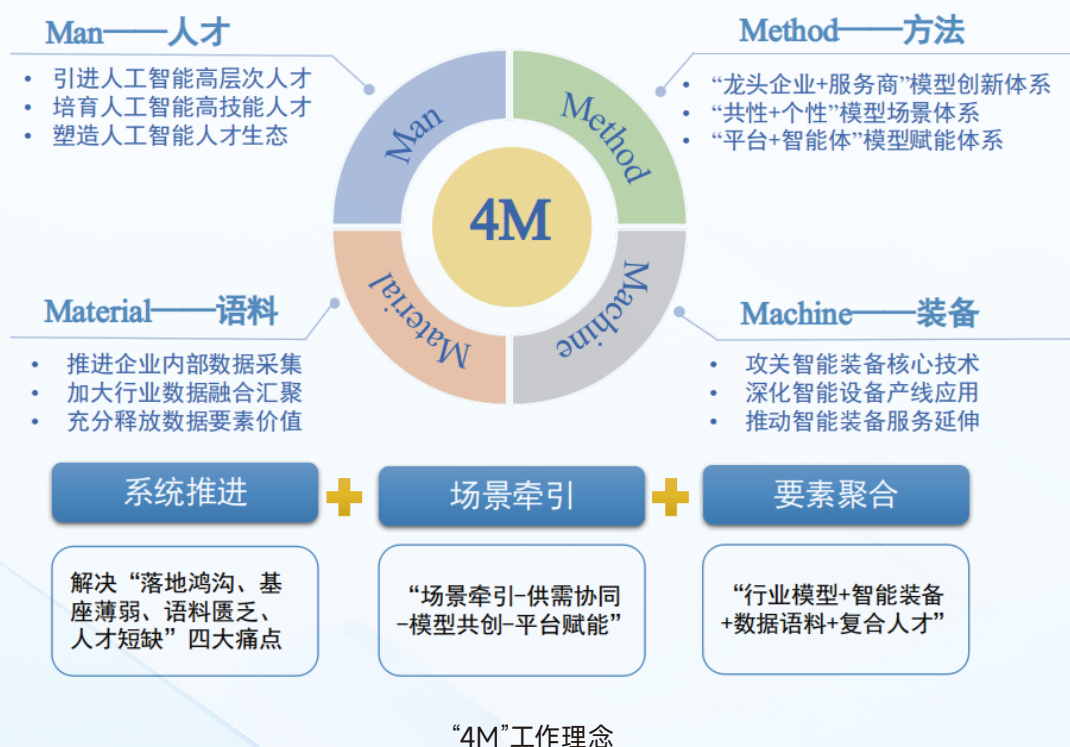 Man——人才
• 引进人工智能高层次人才
• 培育人工智能高技能人才
• 塑造人工智能人才生态
Method——方法
• “龙头企业+服务商”模型创新体系
• “共性+个性”模型场景体系
• “平台+智能体”模型赋能体系
Man
Method
4M
Material
Machine
Material——语料
• 推进企业内部数据采集
• 加大行业数据融合汇聚
• 充分释放数据要素价值
Machine——装备
• 攻关智能装备核心技术
• 深化智能设备产线应用
• 推动智能装备服务延伸
系统推进
场景牵引
要素聚合
解决“落地鸿沟、基
座薄弱、语料匮乏、
人才短缺”四大痛点
“场景牵引-供需协同
-模型共创-平台赋能”
“行业模型+智能装备
+数据语料+复合人才”
“4M”工作理念